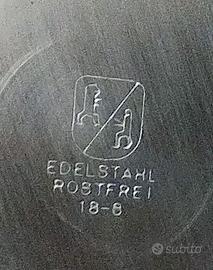 EDELSTAHL
ROSTFREI
18-8
subito